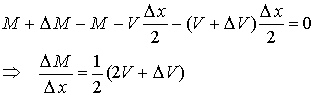 M + ΔM − M − V Δx/2 − (V + ΔV) Δx/2 = 0
⇒ ΔM/Δx = 1/2 (2V + ΔV)